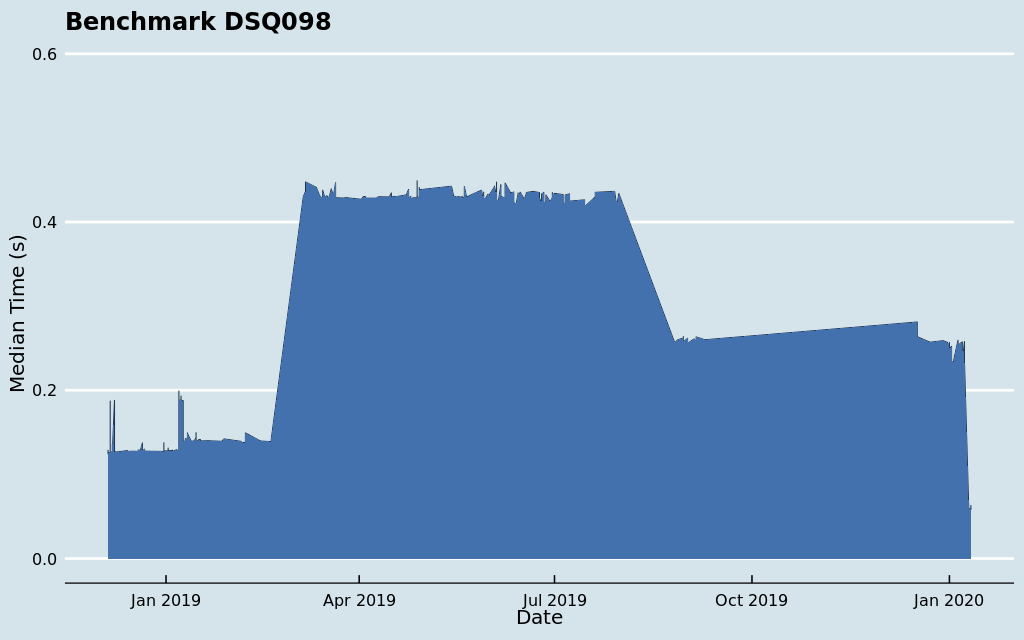 Benchmark DSQ098
Median Time (s)
0.6
0.4
0.2
0.0
Jan 2019
Apr 2019
Jul 2019
Oct 2019
Jan 2020
Date